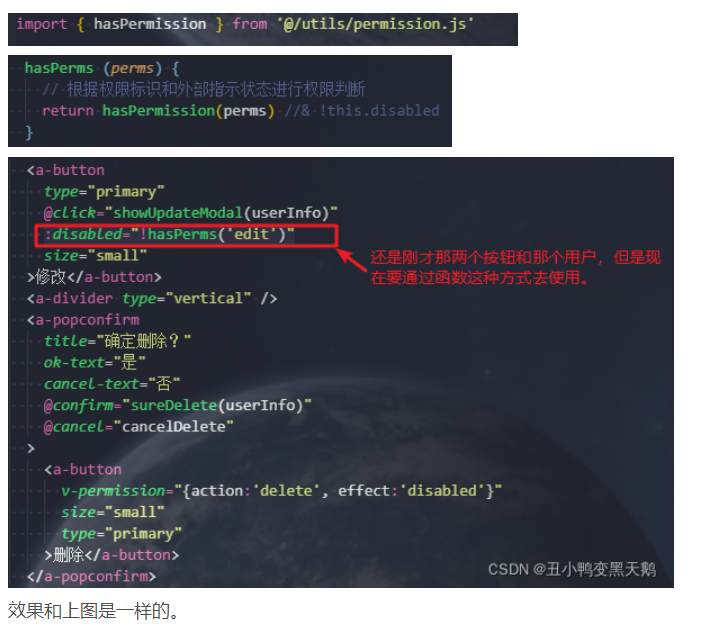 import { hasPermission } from '@/utils/permission.js'
hasPerms (perms) {
// 根据权限标识和外部指示状态进行权限判断
return hasPermission(perms) //& !this.disabled
}
<a-button
type="primary"
@click="showUpdateModal(userInfo)"
:disabled="!hasPerms('edit')"
size="small"
>修改</a-button>
还是刚才那两个按钮和那个用户，但是现
在要通过函数这种方式去使用。
<a-divider type="vertical" />
<a-popconfirm
title="确定删除？"
ok-text="是"
cancel-text="否"
@confirm="sureDelete(userInfo)"
@cancel="cancelDelete"
>
<a-button
v-permission="{action:'delete', effect:'disabled'}"
size="small"
type="primary"
>删除</a-button>
</a-popconfirm>
CSDN @丑小鸭变黑天鹅
效果和上图是一样的。